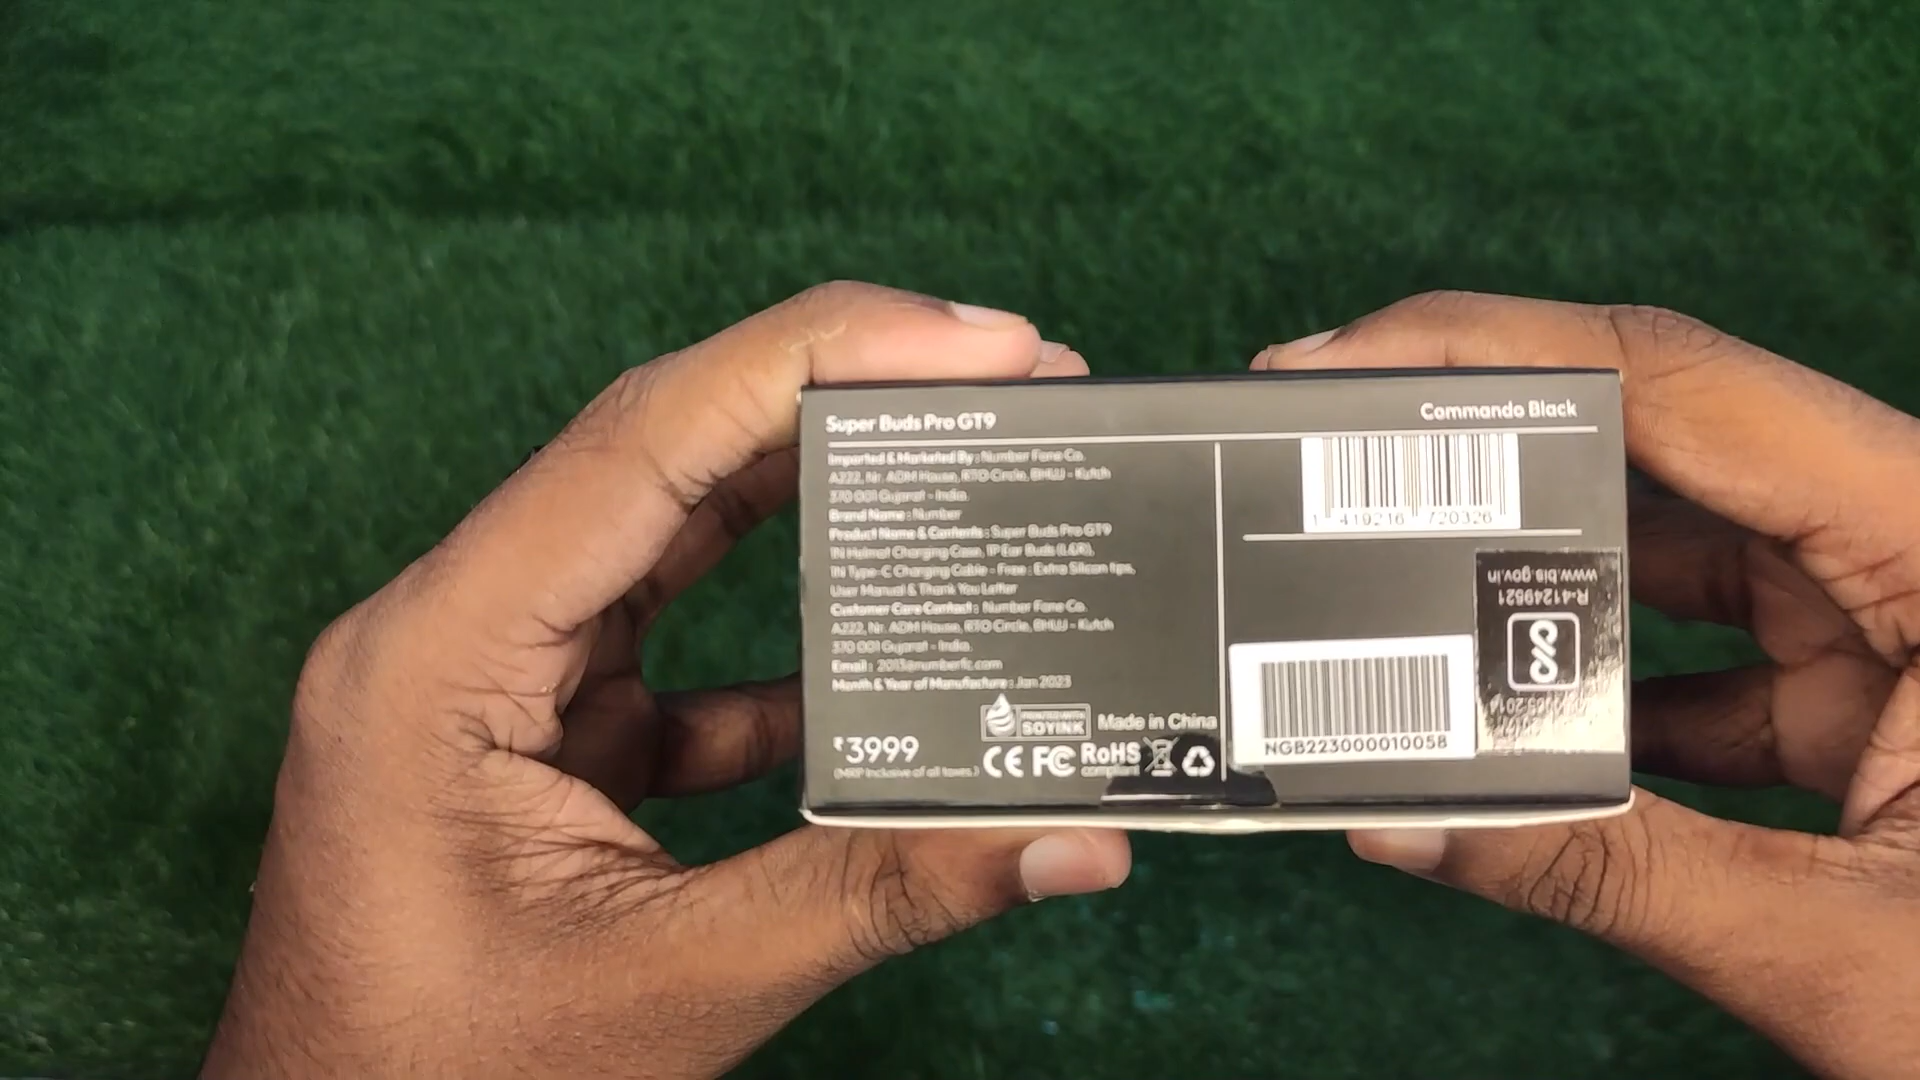 Super Buds Pro GT9
Commando Black
Imported & Marketed By : Number Fone Co.
A222, Nr. ADM House, RTO Circle, BHUJ - Kutch
370 001 Gujarat - India.
Brand Name : Number
Product Name & Contents : Super Buds Pro GT9
1N Helmet Charging Case, 1P Ear Buds (L&R),
1N Type-C Charging Cable - Free : Extra Silicon tips,
User Manual & Thank You Letter
Customer Care Contact : Number Fone Co.
A222, Nr. ADM House, RTO Circle, BHUJ - Kutch
370 001 Gujarat - India.
Email : 2013@numberfc.com
Month & Year of Manufacture : Jan 2023
PRINTED WITH
SOYINK
Made in China
₹3999
(MRP Inclusive of all taxes.)
CE FC RoHS
compliant
1 419216 720326
www.bis.gov.in
R-41249521
NGB223000010058